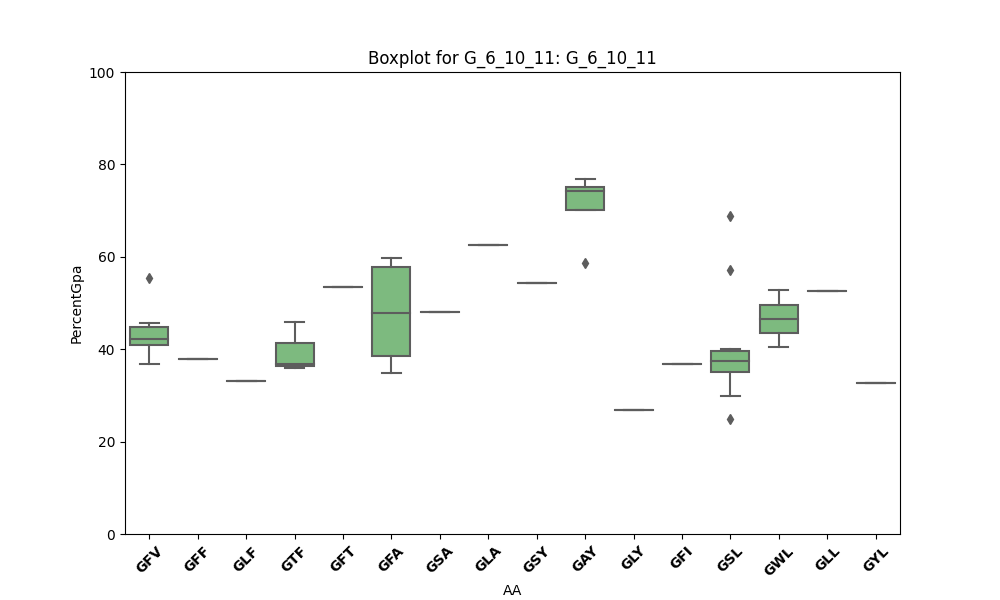 Boxplot for G_6_10_11: G_6_10_11
100
80
60
40
20
0
PercentGpa
GFV GFF GLF GTF GFT GFA GSA GLA GSY GAY GLY GFI GSL GWL GLL GYL
AA